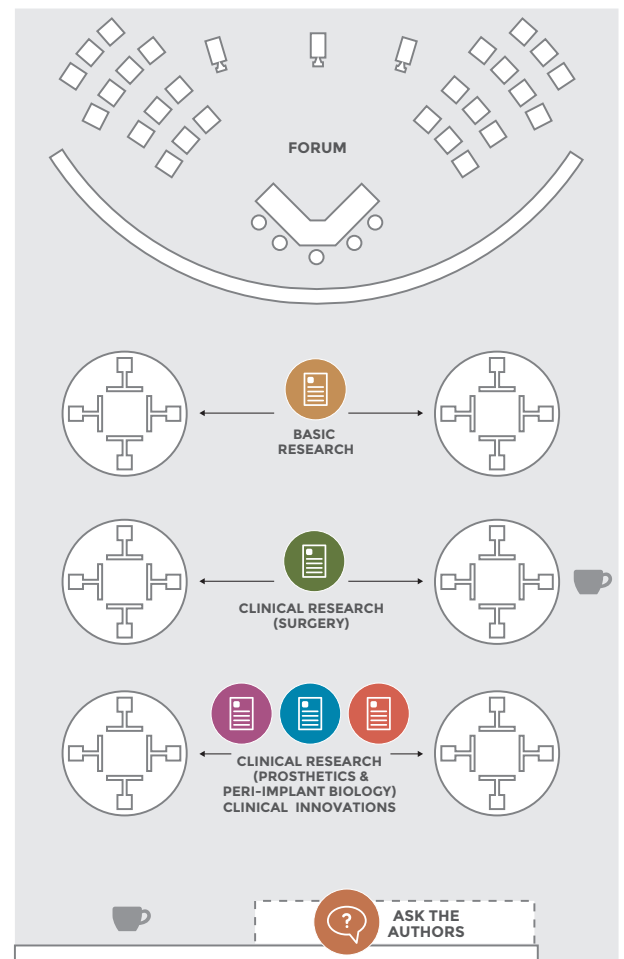 FORUM
BASIC
RESEARCH
CLINICAL RESEARCH
(SURGERY)
CLINICAL RESEARCH
(PROSTHETICS &
PERI-IMPLANT BIOLOGY)
CLINICAL INNOVATIONS
?
ASK THE
AUTHORS